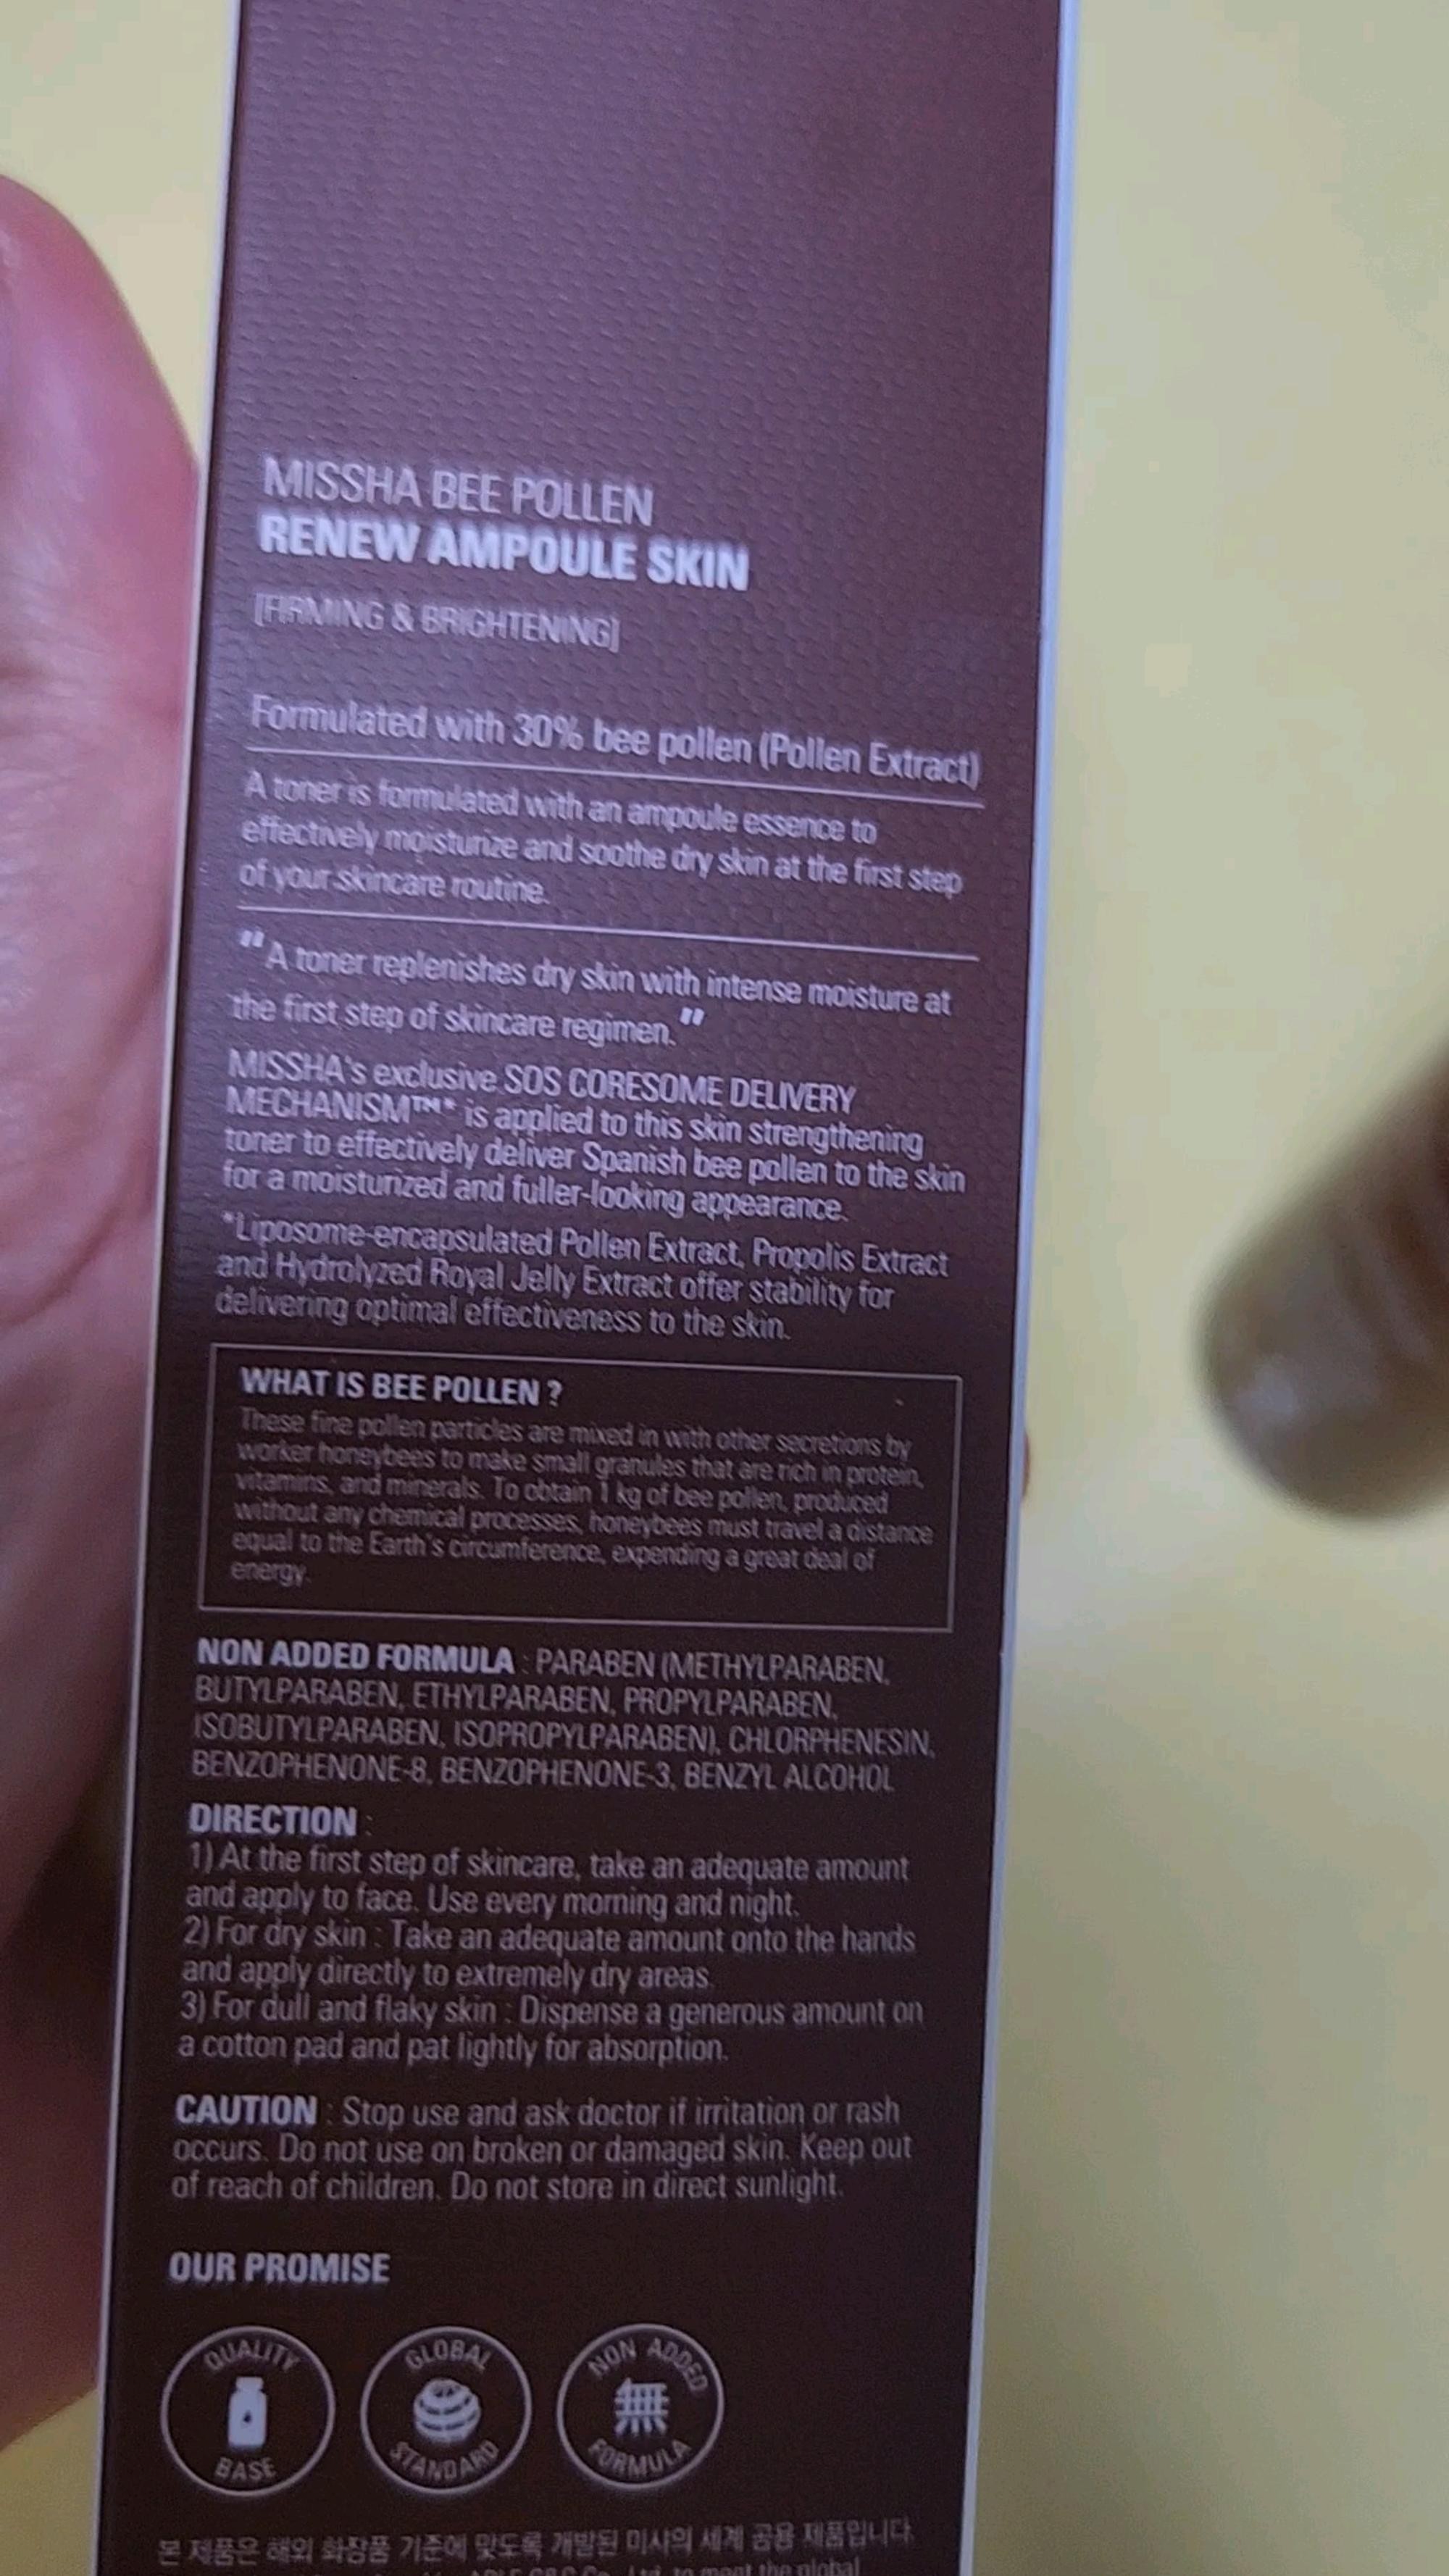 MISSHA BEE POLLEN
RENEW AMPOULE SKIN
[FIRMING & BRIGHTENING]
Formulated with 30% bee pollen (Pollen Extract)
A toner is formulated with an ampoule essence to
effectively moisturize and soothe dry skin at the first step
of your skincare routine.
"A toner replenishes dry skin with intense moisture at
the first step of skincare regimen."
MISSHA's exclusive SOS CORESOME DELIVERY
MECHANISM™* is applied to this skin strengthening
toner to effectively deliver Spanish bee pollen to the skin
for a moisturized and fuller-looking appearance.
*Liposome-encapsulated Pollen Extract, Propolis Extract
and Hydrolyzed Royal Jelly Extract offer stability for
delivering optimal effectiveness to the skin.
WHAT IS BEE POLLEN ?
These fine pollen particles are mixed in with other secretions by
worker honeybees to make small granules that are rich in protein,
vitamins, and minerals. To obtain 1 kg of bee pollen, produced
without any chemical processes, honeybees must travel a distance
equal to the Earth's circumference, expending a great deal of
energy.
NON ADDED FORMULA : PARABEN (METHYLPARABEN,
BUTYLPARABEN, ETHYLPARABEN, PROPYLPARABEN,
ISOBUTYLPARABEN, ISOPROPYLPARABEN), CHLORPHENESIN,
BENZOPHENONE-8, BENZOPHENONE-3, BENZYL ALCOHOL
DIRECTION :
1) At the first step of skincare, take an adequate amount
and apply to face. Use every morning and night.
2) For dry skin : Take an adequate amount onto the hands
and apply directly to extremely dry areas.
3) For dull and flaky skin : Dispense a generous amount on
a cotton pad and pat lightly for absorption.
CAUTION : Stop use and ask doctor if irritation or rash
occurs. Do not use on broken or damaged skin. Keep out
of reach of children. Do not store in direct sunlight.
OUR PROMISE
QUALITY BASE
GLOBAL STANDARD
NON ADDED 無 FORMULA
본 제품은 해외 화장품 기준에 맞도록 개발된 미샤의 세계 공용 제품입니다.
Co., Ltd. to meet the global